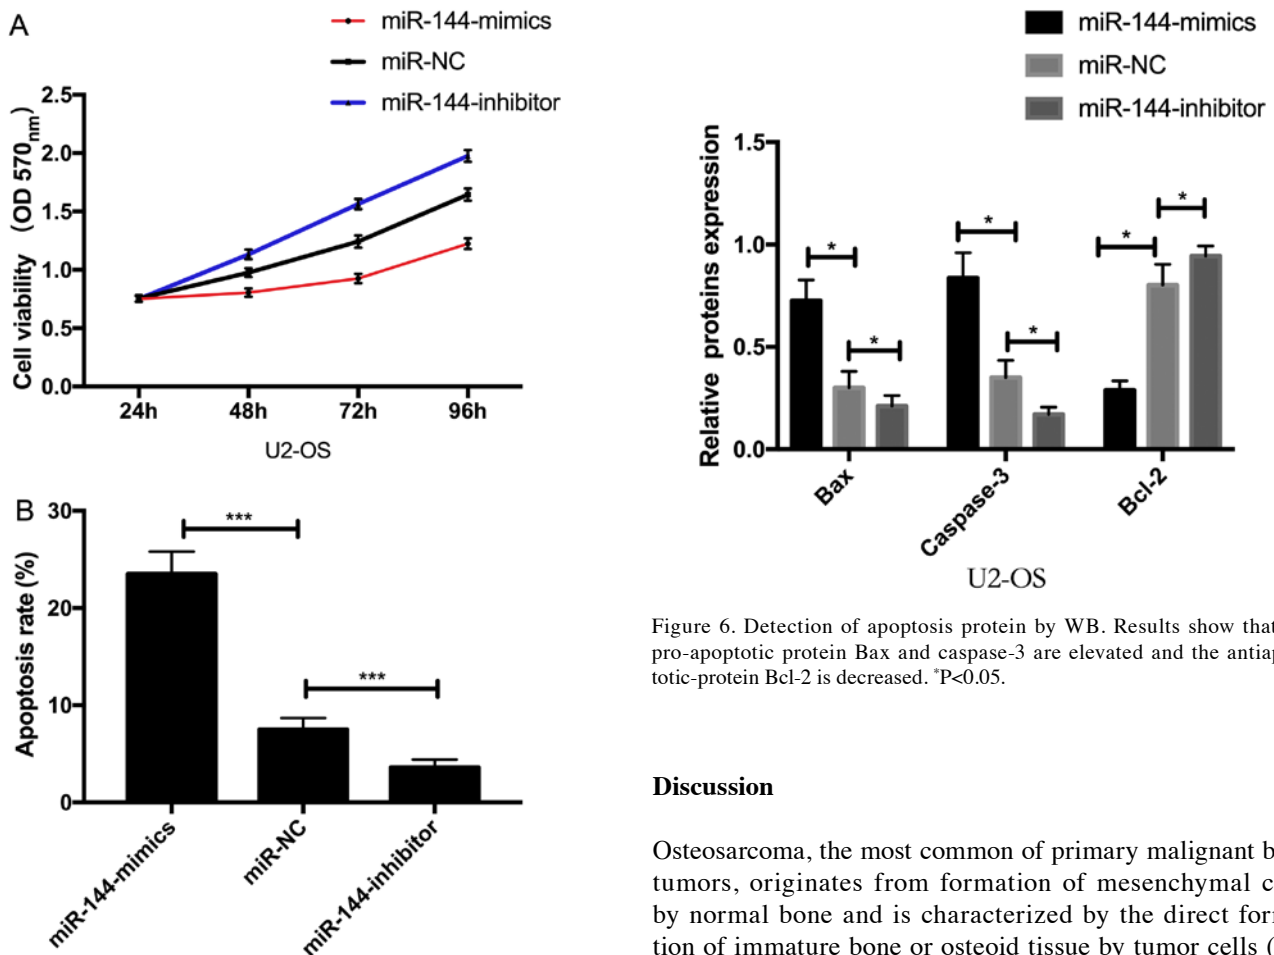 A
miR-144-mimics
miR-NC
miR-144-inhibitor
Cell viability (OD 570nm)
2.5
2.0
1.5
1.0
0.5
0.0
24h 48h 72h 96h
U2-OS
B
Apoptosis rate (%)
30
20
10
0
***
***
miR-144-mimics
miR-NC
miR-144-inhibitor
miR-144-mimics
miR-NC
miR-144-inhibitor
Relative proteins expression
1.5
1.0
0.5
0.0
*
*
*
*
*
*
Bax
Caspase-3
Bcl-2
U2-OS
Figure 6. Detection of apoptosis protein by WB. Results show that
pro-apoptotic protein Bax and caspase-3 are elevated and the antiap
totic-protein Bcl-2 is decreased. *P<0.05.
Discussion
Osteosarcoma, the most common of primary malignant b
tumors, originates from formation of mesenchymal c
by normal bone and is characterized by the direct for
tion of immature bone or osteoid tissue by tumor cells (